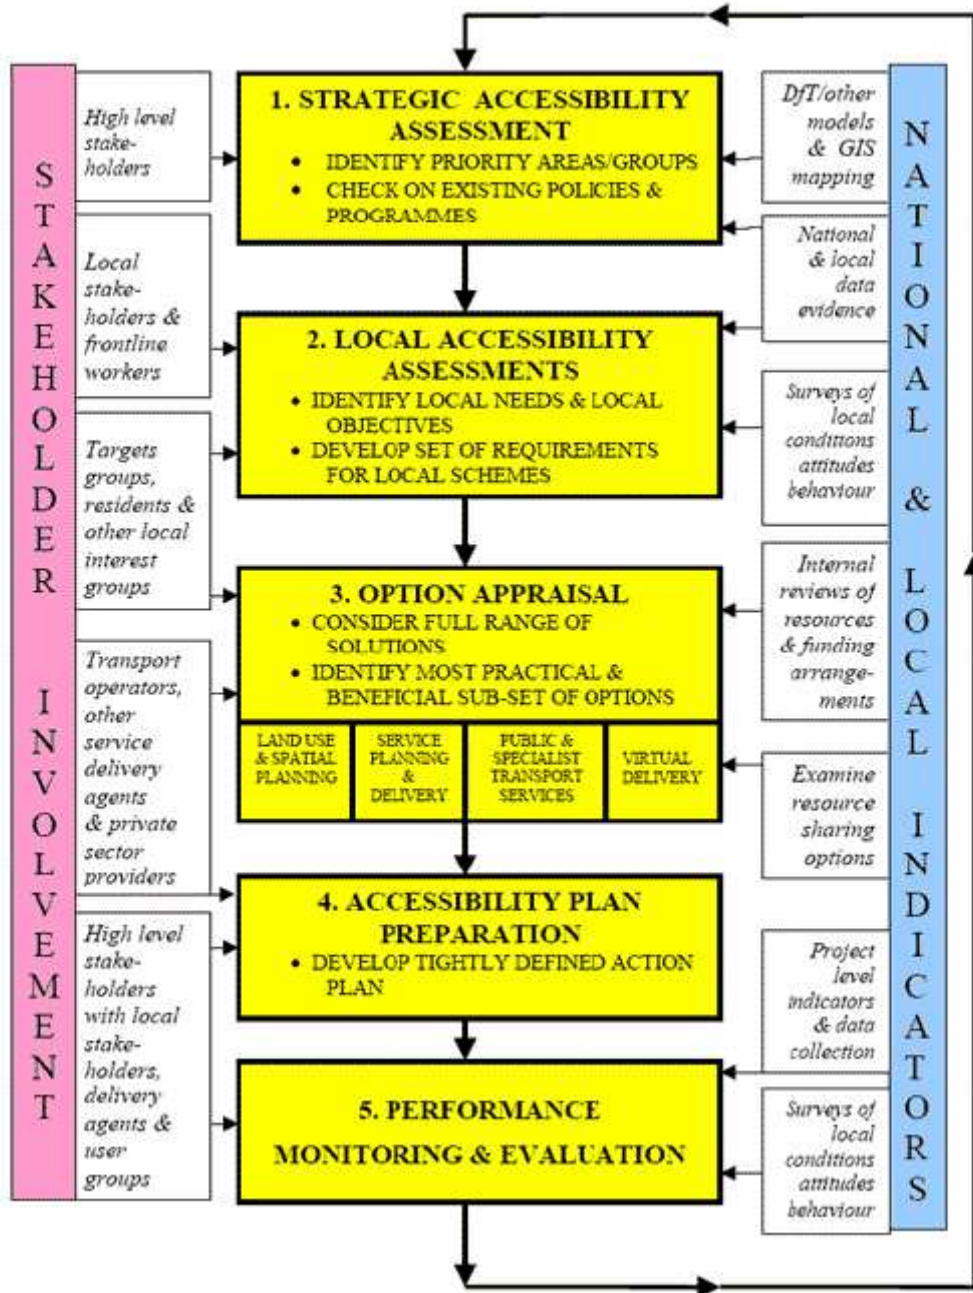 STAKEHOLDER INVOLVEMENT
High level
stake-
holders
Local
stake-
holders &
frontline
workers
Targets
groups,
residents &
other local
interest
groups
Transport
operators,
other
service
delivery
agents
& private
sector
providers
High level
stake-
holders
with local
stake-
holders,
delivery
agents &
user
groups
1. STRATEGIC ACCESSIBILITY
ASSESSMENT
• IDENTIFY PRIORITY AREAS/GROUPS
• CHECK ON EXISTING POLICIES &
PROGRAMMES
2. LOCAL ACCESSIBILITY
ASSESSMENTS
• IDENTIFY LOCAL NEEDS & LOCAL
OBJECTIVES
• DEVELOP SET OF REQUIREMENTS
FOR LOCAL SCHEMES
3. OPTION APPRAISAL
• CONSIDER FULL RANGE OF
SOLUTIONS
• IDENTIFY MOST PRACTICAL &
BENEFICIAL SUB-SET OF OPTIONS
LAND USE
& SPATIAL
PLANNING
SERVICE
PLANNING
&
DELIVERY
PUBLIC &
SPECIALIST
TRANSPORT
SERVICES
VIRTUAL
DELIVERY
4. ACCESSIBILITY PLAN
PREPARATION
• DEVELOP TIGHTLY DEFINED ACTION
PLAN
5. PERFORMANCE
MONITORING & EVALUATION
DfT/other
models
& GIS
mapping
National
& local
data
evidence
Surveys of
local
conditions
attitudes
behaviour
Internal
reviews of
resources
& funding
arrange-
ments
Examine
resource
sharing
options
Project
level
indicators
& data
collection
Surveys of
local
conditions
attitudes
behaviour
NATIONAL & LOCAL INDICATORS